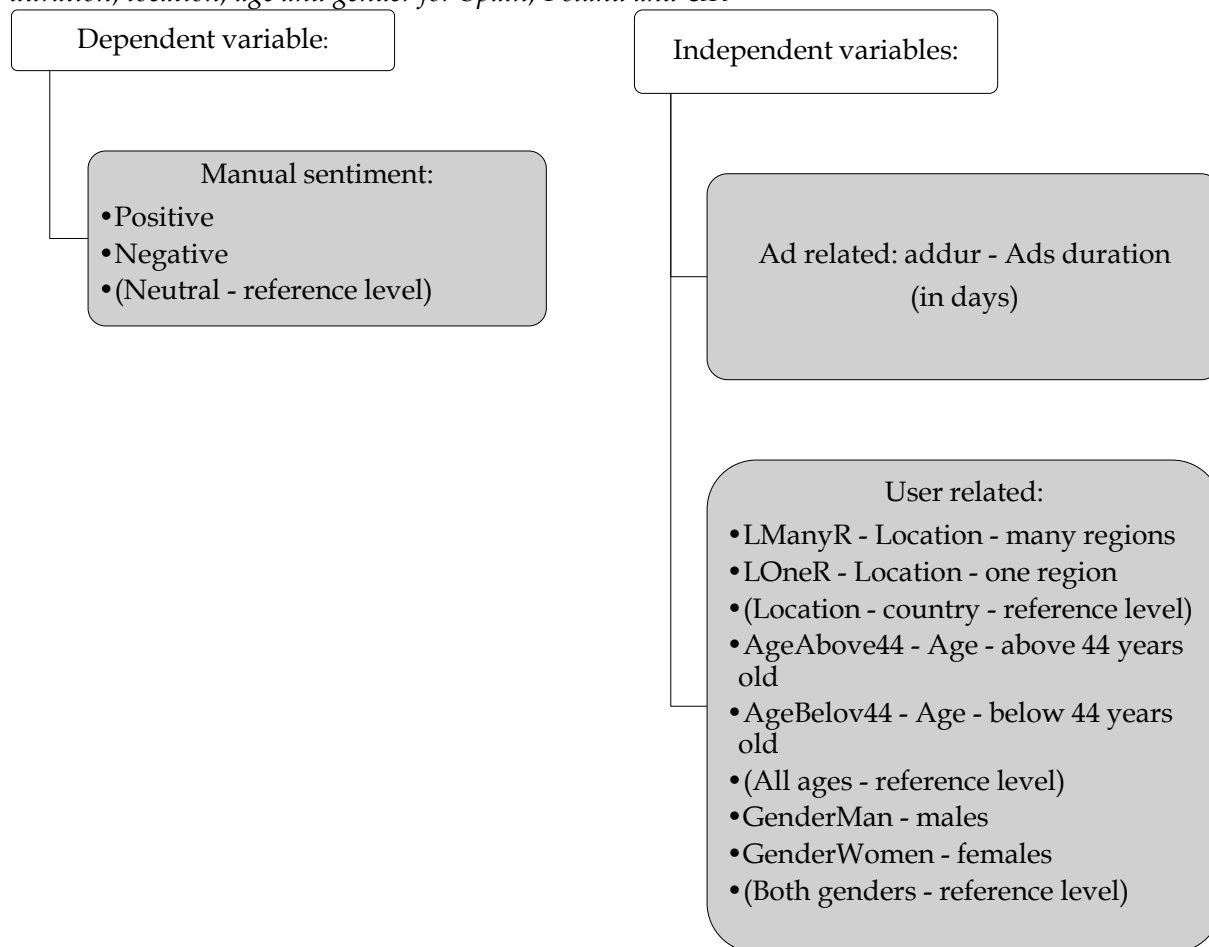 duration, location, age and gender for Spain, Poland and UK
Dependent variable:
Manual sentiment:
•Positive
•Negative
•(Neutral - reference level)
Independent variables:
Ad related: addur - Ads duration
(in days)
User related:
•LManyR - Location - many regions
•LOneR - Location - one region
•(Location - country - reference level)
•AgeAbove44 - Age - above 44 years
old
•AgeBelov44 - Age - below 44 years
old
•(All ages - reference level)
•GenderMan - males
•GenderWomen - females
•(Both genders - reference level)